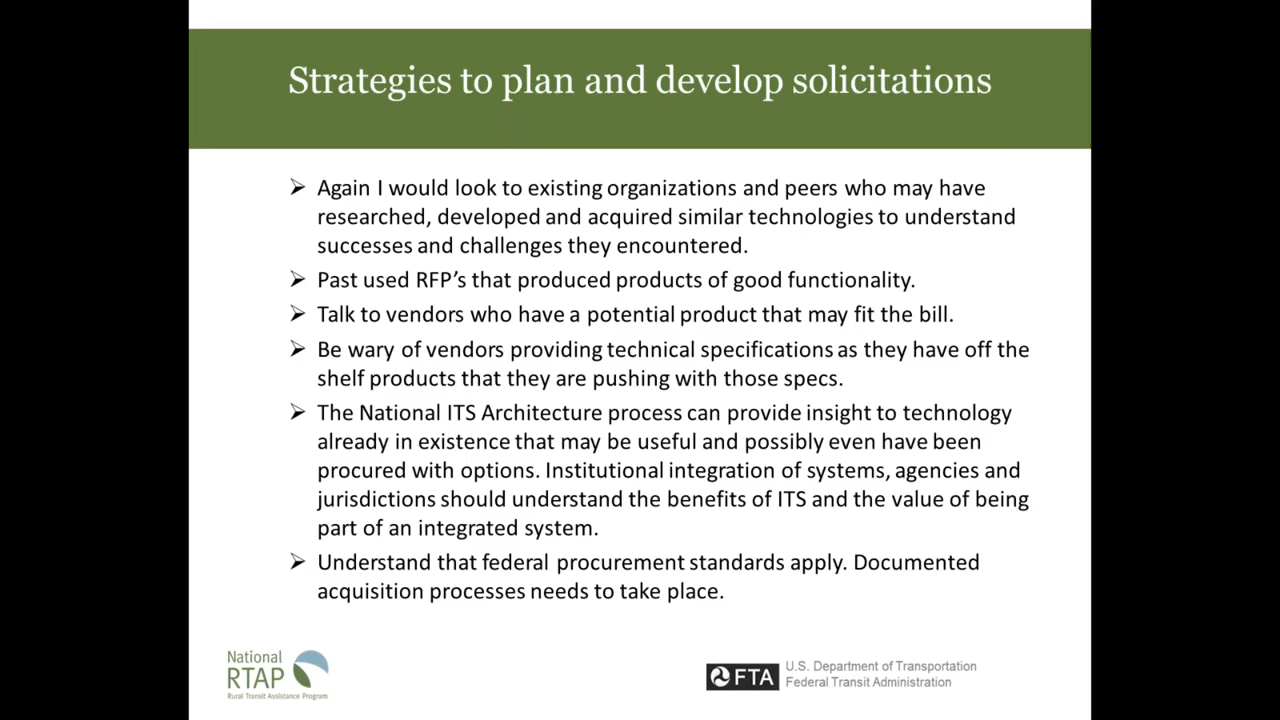 Strategies to plan and develop solicitations
➢ Again I would look to existing organizations and peers who may have
researched, developed and acquired similar technologies to understand
successes and challenges they encountered.
➢ Past used RFP's that produced products of good functionality.
➢ Talk to vendors who have a potential product that may fit the bill.
➢ Be wary of vendors providing technical specifications as they have off the
shelf products that they are pushing with those specs.
➢ The National ITS Architecture process can provide insight to technology
already in existence that may be useful and possibly even have been
procured with options. Institutional integration of systems, agencies and
jurisdictions should understand the benefits of ITS and the value of being
part of an integrated system.
➢ Understand that federal procurement standards apply. Documented
acquisition processes needs to take place.
National
RTAP
Rural Transit Assistance Program
FTA
U.S. Department of Transportation
Federal Transit Administration